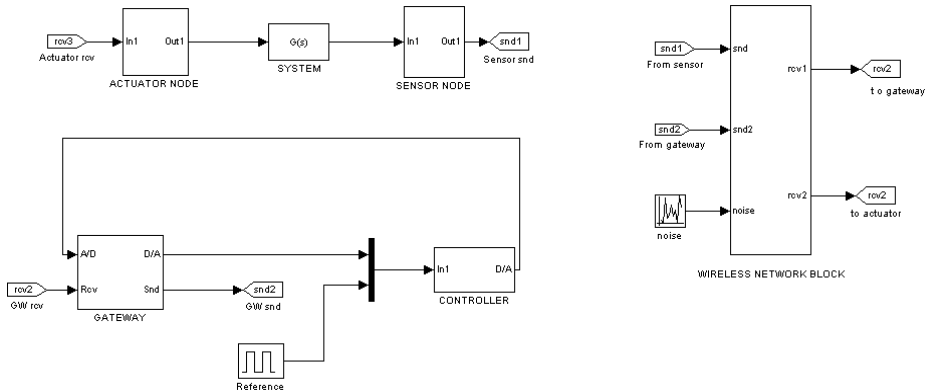 rcv3
Actuator rcv
In1
Out1
ACTUATOR NODE
G(s)
SYSTEM
In1
Out1
SENSOR NODE
snd1
Sensor snd
snd1
From sensor
snd
rcv1
rcv2
t o gateway
snd2
From gateway
snd2
rcv2
rcv2
to actuator
noise
noise
WIRELESS NETWORK BLOCK
A/D
D/A
rcv2
GW rcv
Rcv
Snd
GATEWAY
snd2
GW snd
In1
D/A
CONTROLLER
Reference